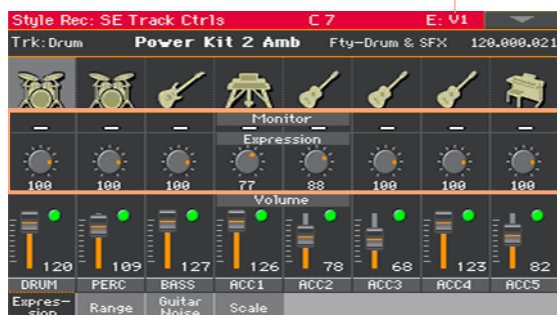 Style Rec: SE Track Ctrls C 7 E: V1
Trk: Drum Power Kit 2 Amb Fty-Drum & SFX 120.000.021
Monitor
Expression
100 100 100 77 88 100 100 100
Volume
120 109 127 126 78 68 123 82
DRUM PERC BASS ACC1 ACC2 ACC3 ACC4 ACC5
Expres-
sion Range Guitar
Noise Scale